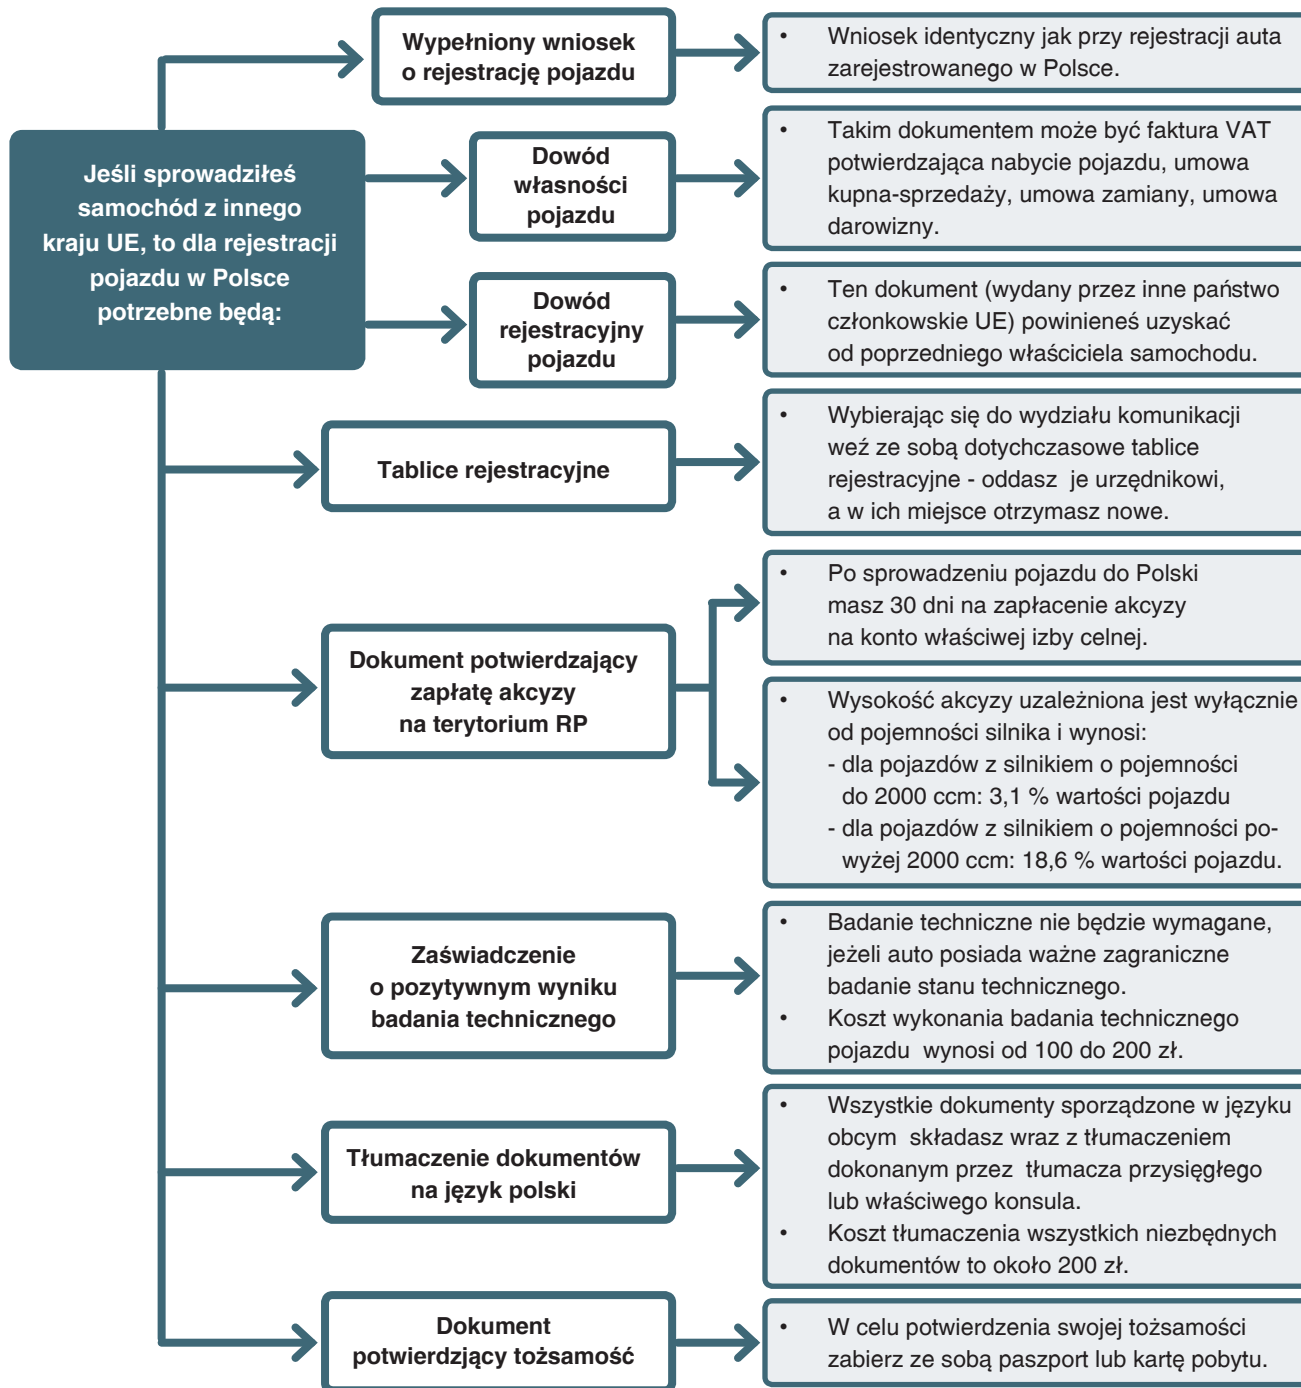 Jeśli sprowadziłeś
samochód z innego
kraju UE, to dla rejestracji
pojazdu w Polsce
potrzebne będą:
Wypełniony wniosek
o rejestrację pojazdu
• Wniosek identyczny jak przy rejestracji auta
zarejestrowanego w Polsce.
Dowód
własności
pojazdu
• Takim dokumentem może być faktura VAT
potwierdzająca nabycie pojazdu, umowa
kupna-sprzedaży, umowa zamiany, umowa
darowizny.
Dowód
rejestracyjny
pojazdu
• Ten dokument (wydany przez inne państwo
członkowskie UE) powinieneś uzyskać
od poprzedniego właściciela samochodu.
Tablice rejestracyjne
• Wybierając się do wydziału komunikacji
weź ze sobą dotychczasowe tablice
rejestracyjne - oddasz je urzędnikowi,
a w ich miejsce otrzymasz nowe.
Dokument potwierdzający
zapłatę akcyzy
na terytorium RP
• Po sprowadzeniu pojazdu do Polski
masz 30 dni na zapłacenie akcyzy
na konto właściwej izby celnej.
• Wysokość akcyzy uzależniona jest wyłącznie
od pojemności silnika i wynosi:
- dla pojazdów z silnikiem o pojemności
do 2000 ccm: 3,1 % wartości pojazdu
- dla pojazdów z silnikiem o pojemności po-
wyżej 2000 ccm: 18,6 % wartości pojazdu.
Zaświadczenie
o pozytywnym wyniku
badania technicznego
• Badanie techniczne nie będzie wymagane,
jeżeli auto posiada ważne zagraniczne
badanie stanu technicznego.
• Koszt wykonania badania technicznego
pojazdu wynosi od 100 do 200 zł.
Tłumaczenie dokumentów
na język polski
• Wszystkie dokumenty sporządzone w języku
obcym składasz wraz z tłumaczeniem
dokonanym przez tłumacza przysięgłego
lub właściwego konsula.
• Koszt tłumaczenia wszystkich niezbędnych
dokumentów to około 200 zł.
Dokument
potwierdzjący tożsamość
• W celu potwierdzenia swojej tożsamości
zabierz ze sobą paszport lub kartę pobytu.